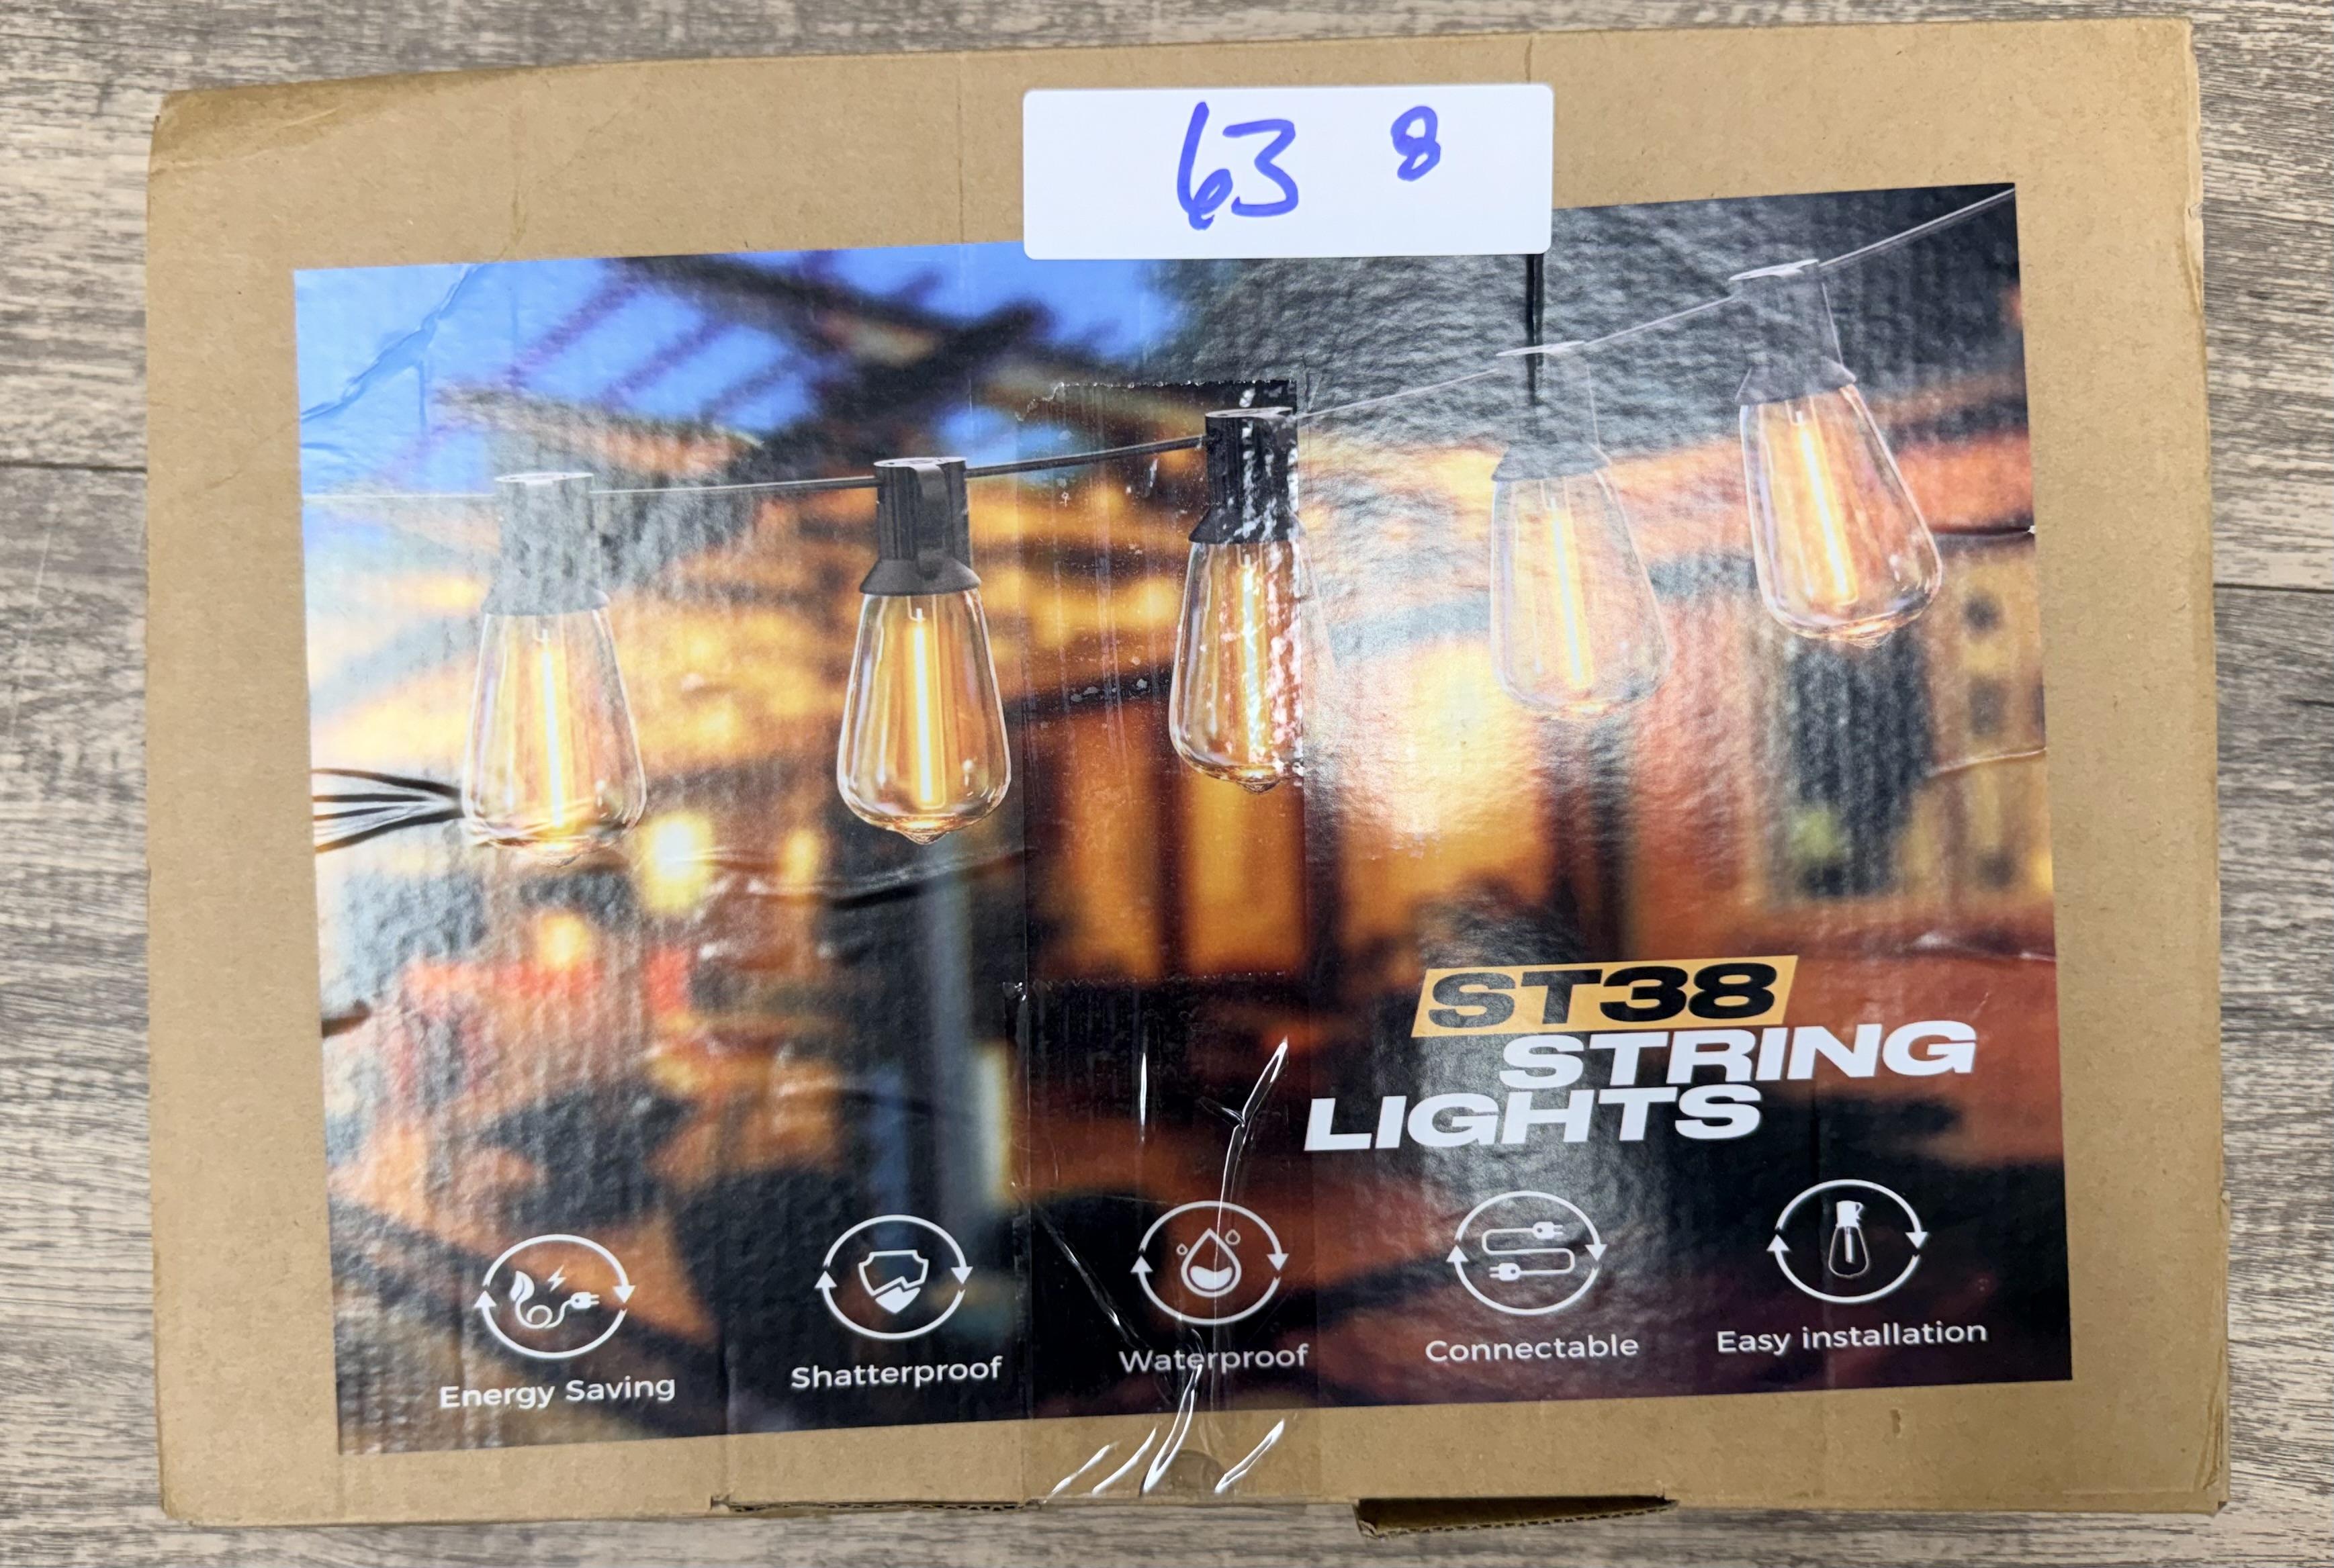 63 8
ST38
STRING
LIGHTS
Energy Saving
Shatterproof
Waterproof
Connectable
Easy installation